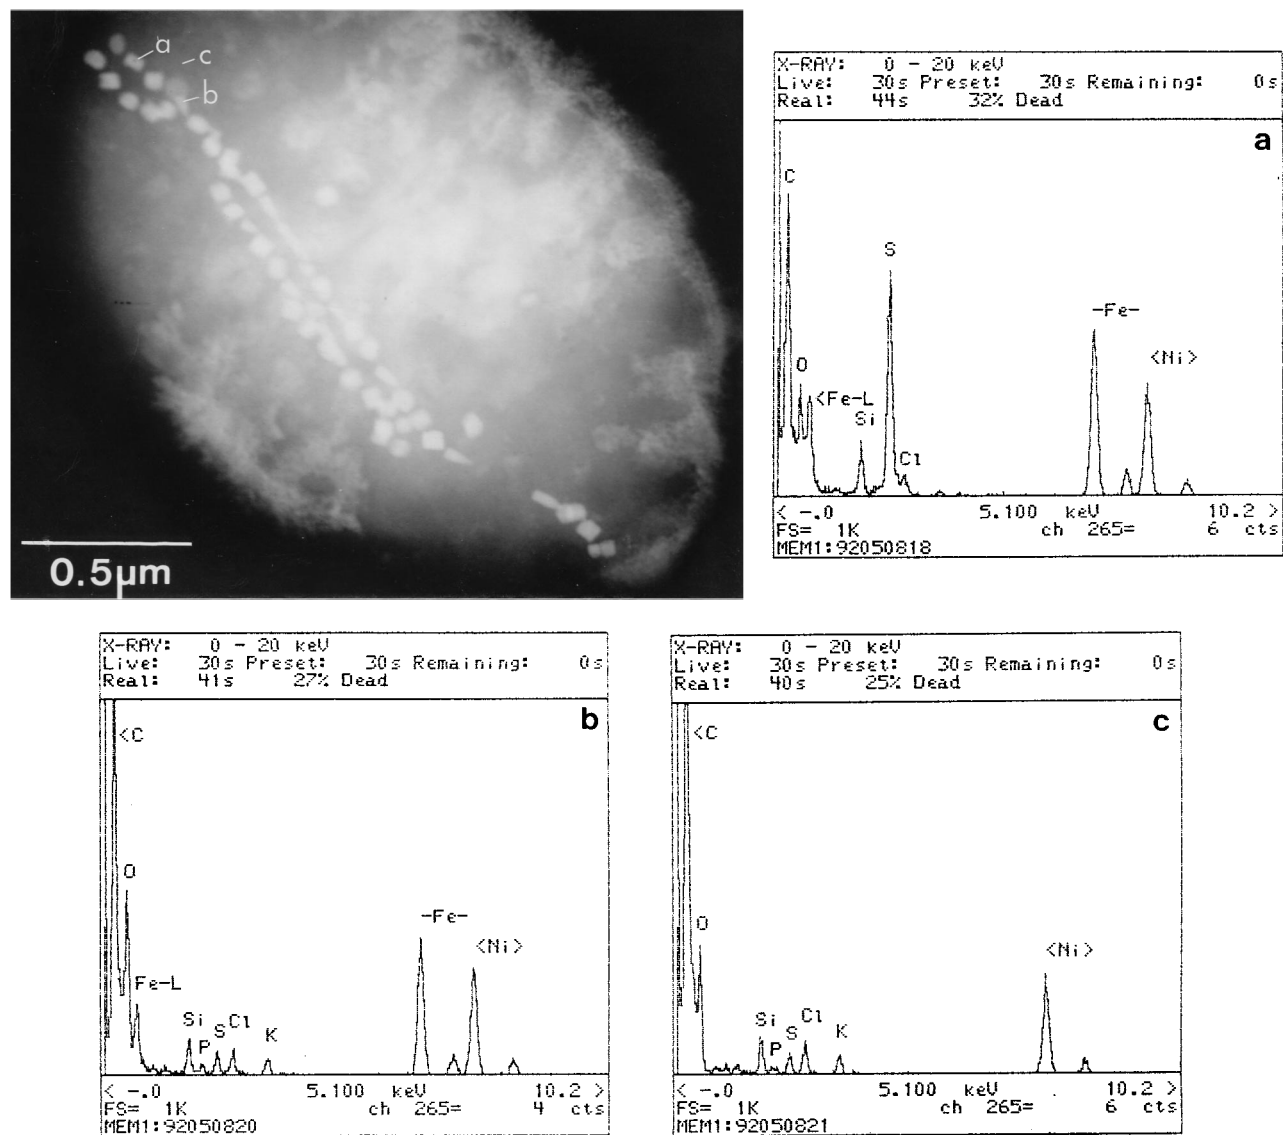 a
c
b
0.5μm
X-RAY: 0 - 20 keV
Live: 30s Preset: 30s Remaining: 0s
Real: 44s 32% Dead
a
C
S
-Fe-
<Ni>
O
<Fe-L
Si
Cl
< -.0 5.100 keV 10.2 >
FS= 1K ch 265= 6 cts
MEM1:92050818
X-RAY: 0 - 20 keV
Live: 30s Preset: 30s Remaining: 0s
Real: 41s 27% Dead
b
<C
O
-Fe-
<Ni>
Fe-L
Si
P
S
Cl
K
< -.0 5.100 keV 10.2 >
FS= 1K ch 265= 4 cts
MEM1:92050820
X-RAY: 0 - 20 keV
Live: 30s Preset: 30s Remaining: 0s
Real: 40s 25% Dead
c
<C
O
<Ni>
Si
P
S
Cl
K
< -.0 5.100 keV 10.2 >
FS= 1K ch 265= 6 cts
MEM1:92050821